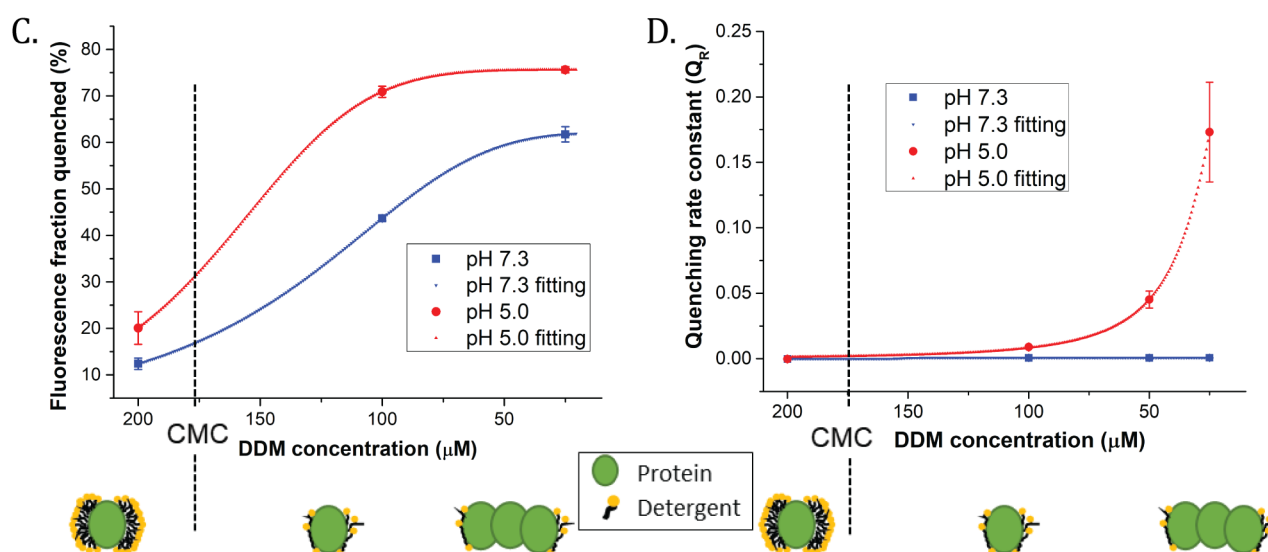 C.
Fluorescence fraction quenched (%)
80
70
60
50
40
30
20
10
pH 7.3
pH 7.3 fitting
pH 5.0
pH 5.0 fitting
200
150
100
50
CMC
DDM concentration (μM)
D.
Quenching rate constant (Q_R)
0.25
0.20
0.15
0.10
0.05
0.00
pH 7.3
pH 7.3 fitting
pH 5.0
pH 5.0 fitting
200
150
100
50
CMC
DDM concentration (μM)
Protein
Detergent